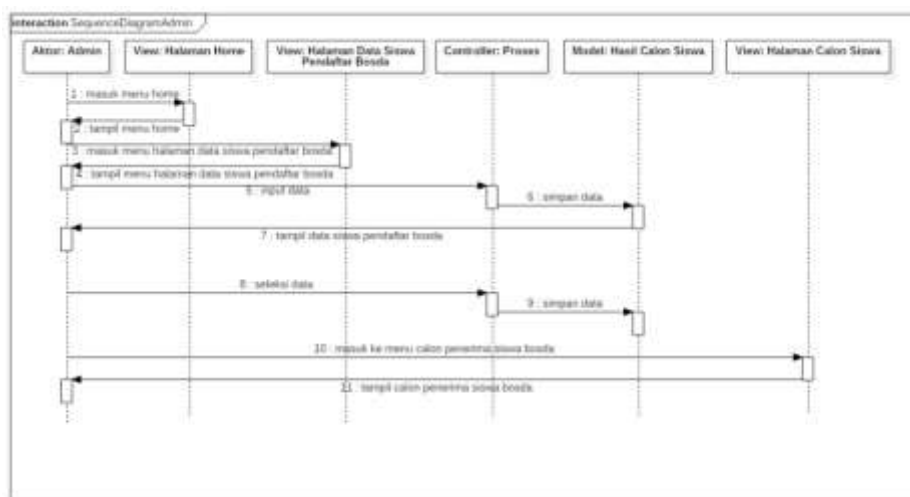 interaction SequenceDiagramAdmin
Aktor: Admin
View: Halaman Home
View: Halaman Data Siswa
Pendaftar Bosda
Controller: Proses
Model: Hasil Calon Siswa
View: Halaman Calon Siswa
1 : masuk menu home
2 : tampil menu home
3 : masuk menu halaman data siswa pendaftar bosda
4 : tampil menu halaman data siswa pendaftar bosda
5 : input data
6 : simpan data
7 : tampil data siswa pendaftar bosda
8 : seleksi data
9 : simpan data
10 : masuk ke menu calon penerima siswa bosda
11 : tampil calon penerima siswa bosda